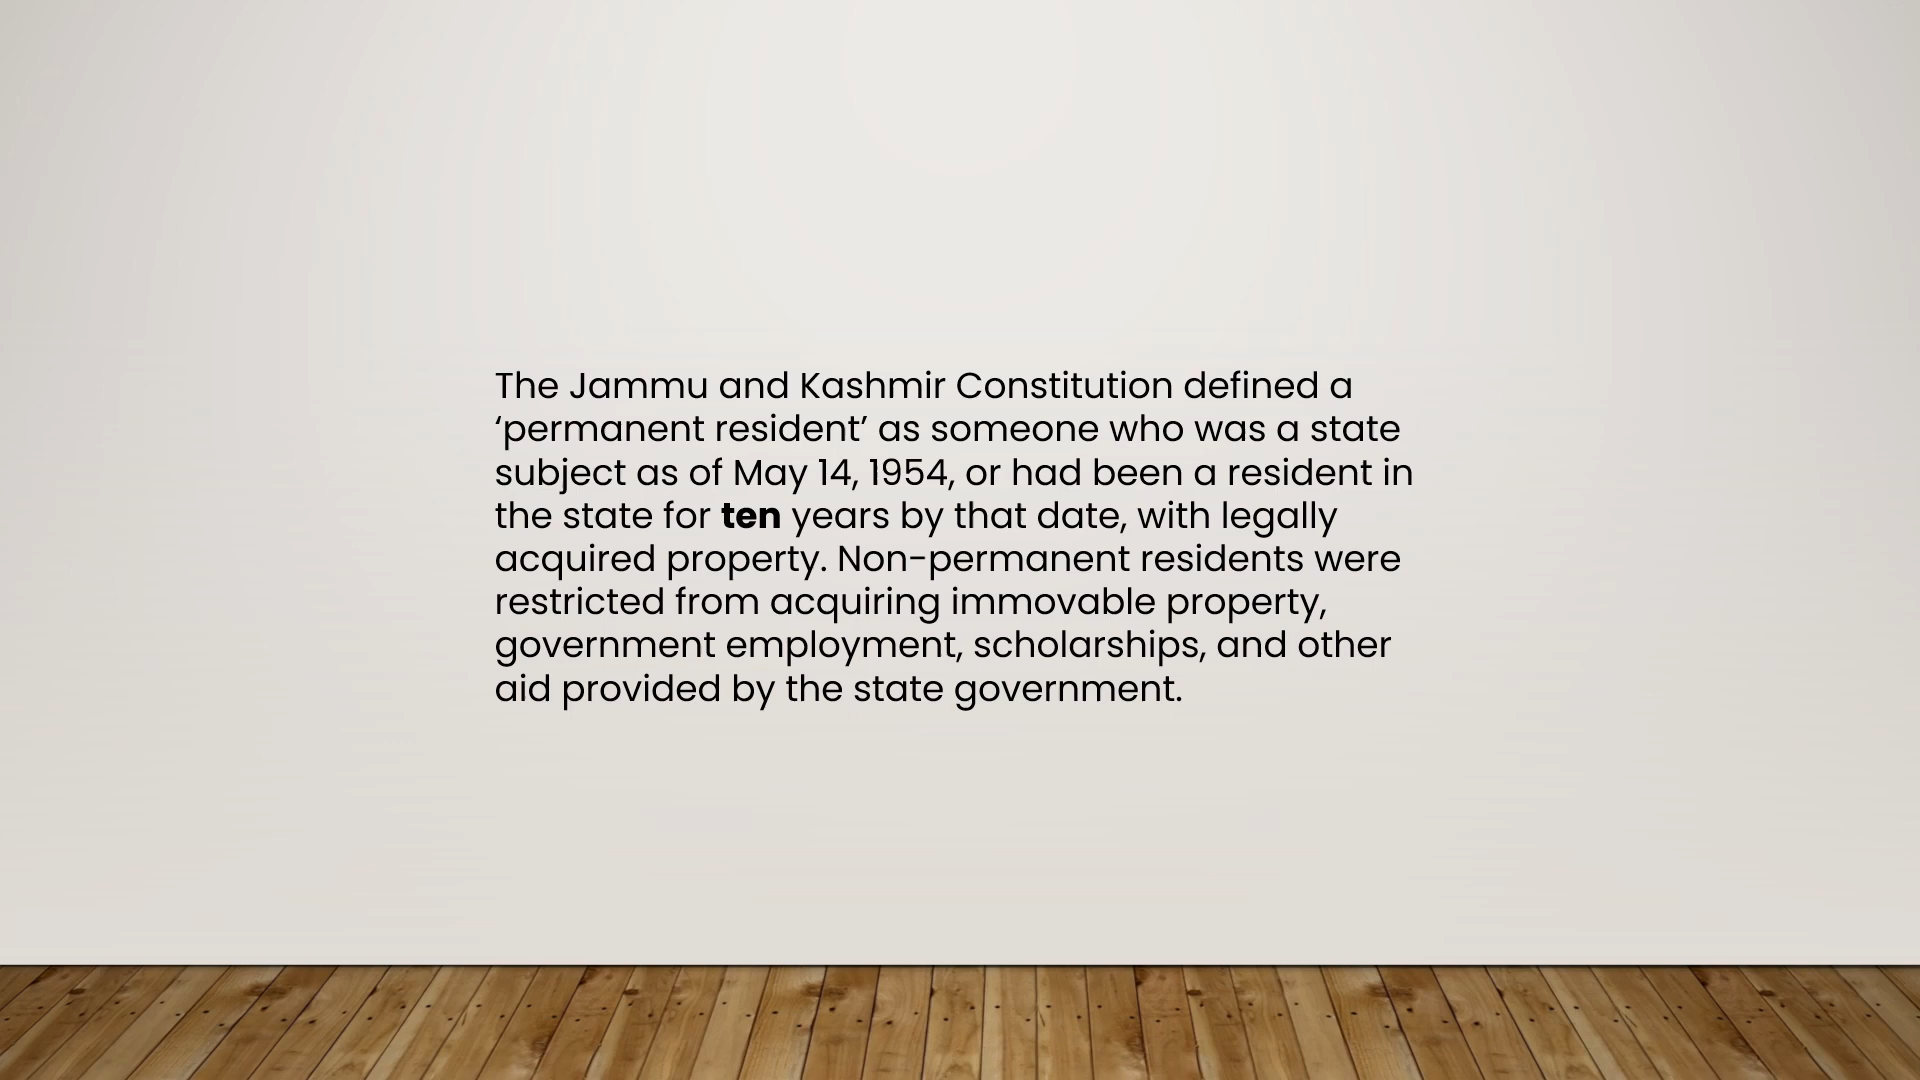 The Jammu and Kashmir Constitution defined a
‘permanent resident’ as someone who was a state
subject as of May 14, 1954, or had been a resident in
the state for ten years by that date, with legally
acquired property. Non-permanent residents were
restricted from acquiring immovable property,
government employment, scholarships, and other
aid provided by the state government.